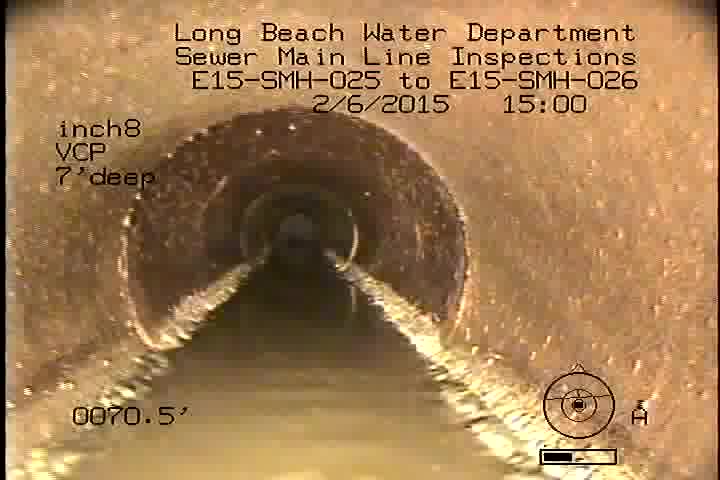 Long Beach Water Department
Sewer Main Line Inspections
E15-SMH-025 to E15-SMH-026
2/6/2015 15:00
inch8
VCP
7'deep
0070.5'
A